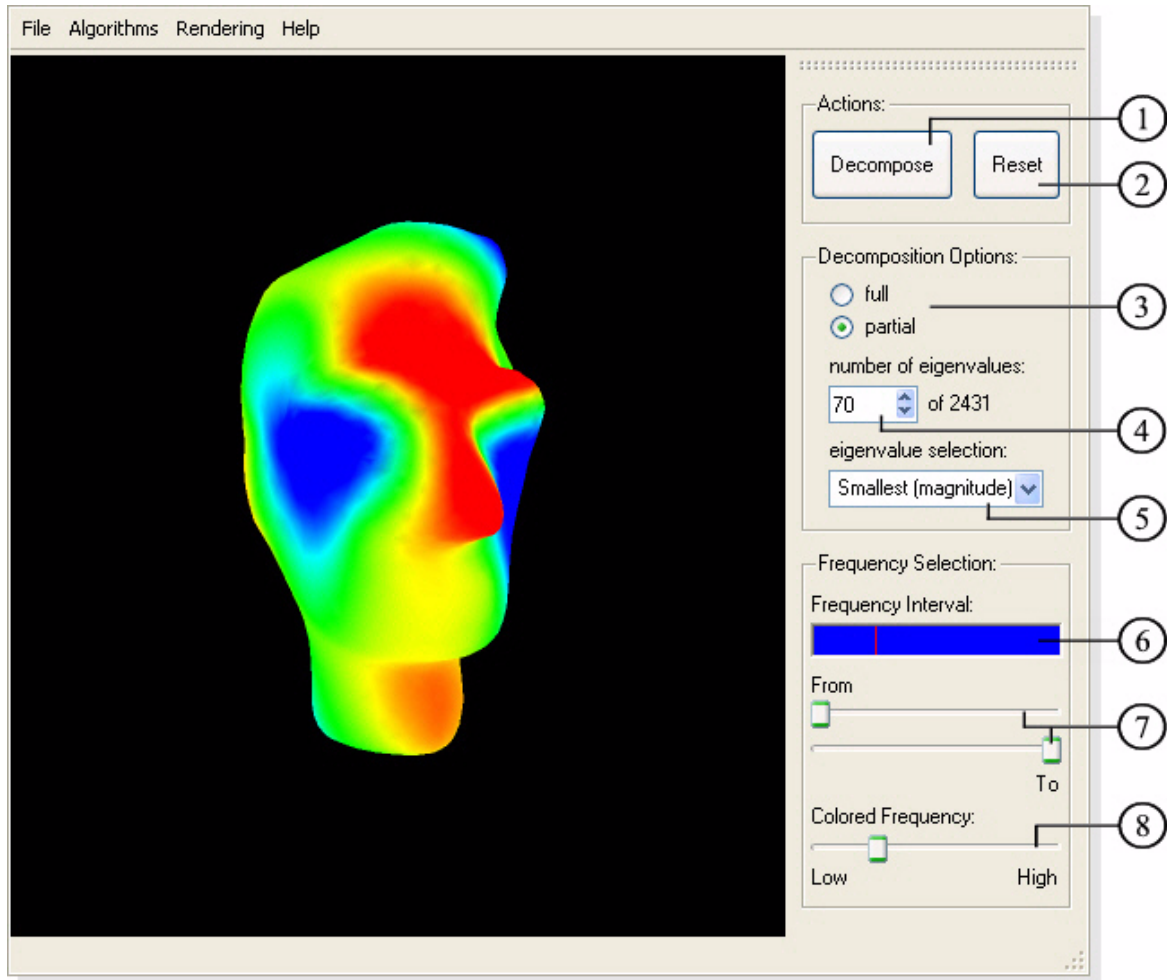 File Algorithms Rendering Help
Actions:
1
Decompose Reset
2
Decomposition Options:
full
3
partial
number of eigenvalues:
70 of 2431
4
eigenvalue selection:
Smallest (magnitude)
5
Frequency Selection:
Frequency Interval:
6
From
7
To
Colored Frequency:
8
Low High